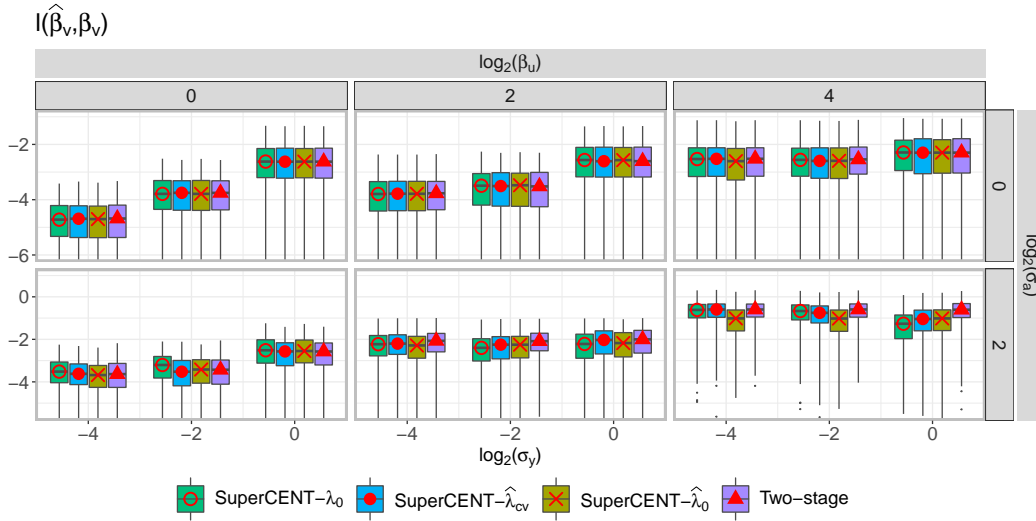 l(β̂ᵥ,βᵥ)
log₂(βᵤ)
0 2 4
−2
−4
−6
0
0
−2
−4
2
log₂(σₐ)
−4 −2 0 −4 −2 0 −4 −2 0
log₂(σᵧ)
SuperCENT−λ₀ SuperCENT−λ̂cv SuperCENT−λ̂₀ Two−stage